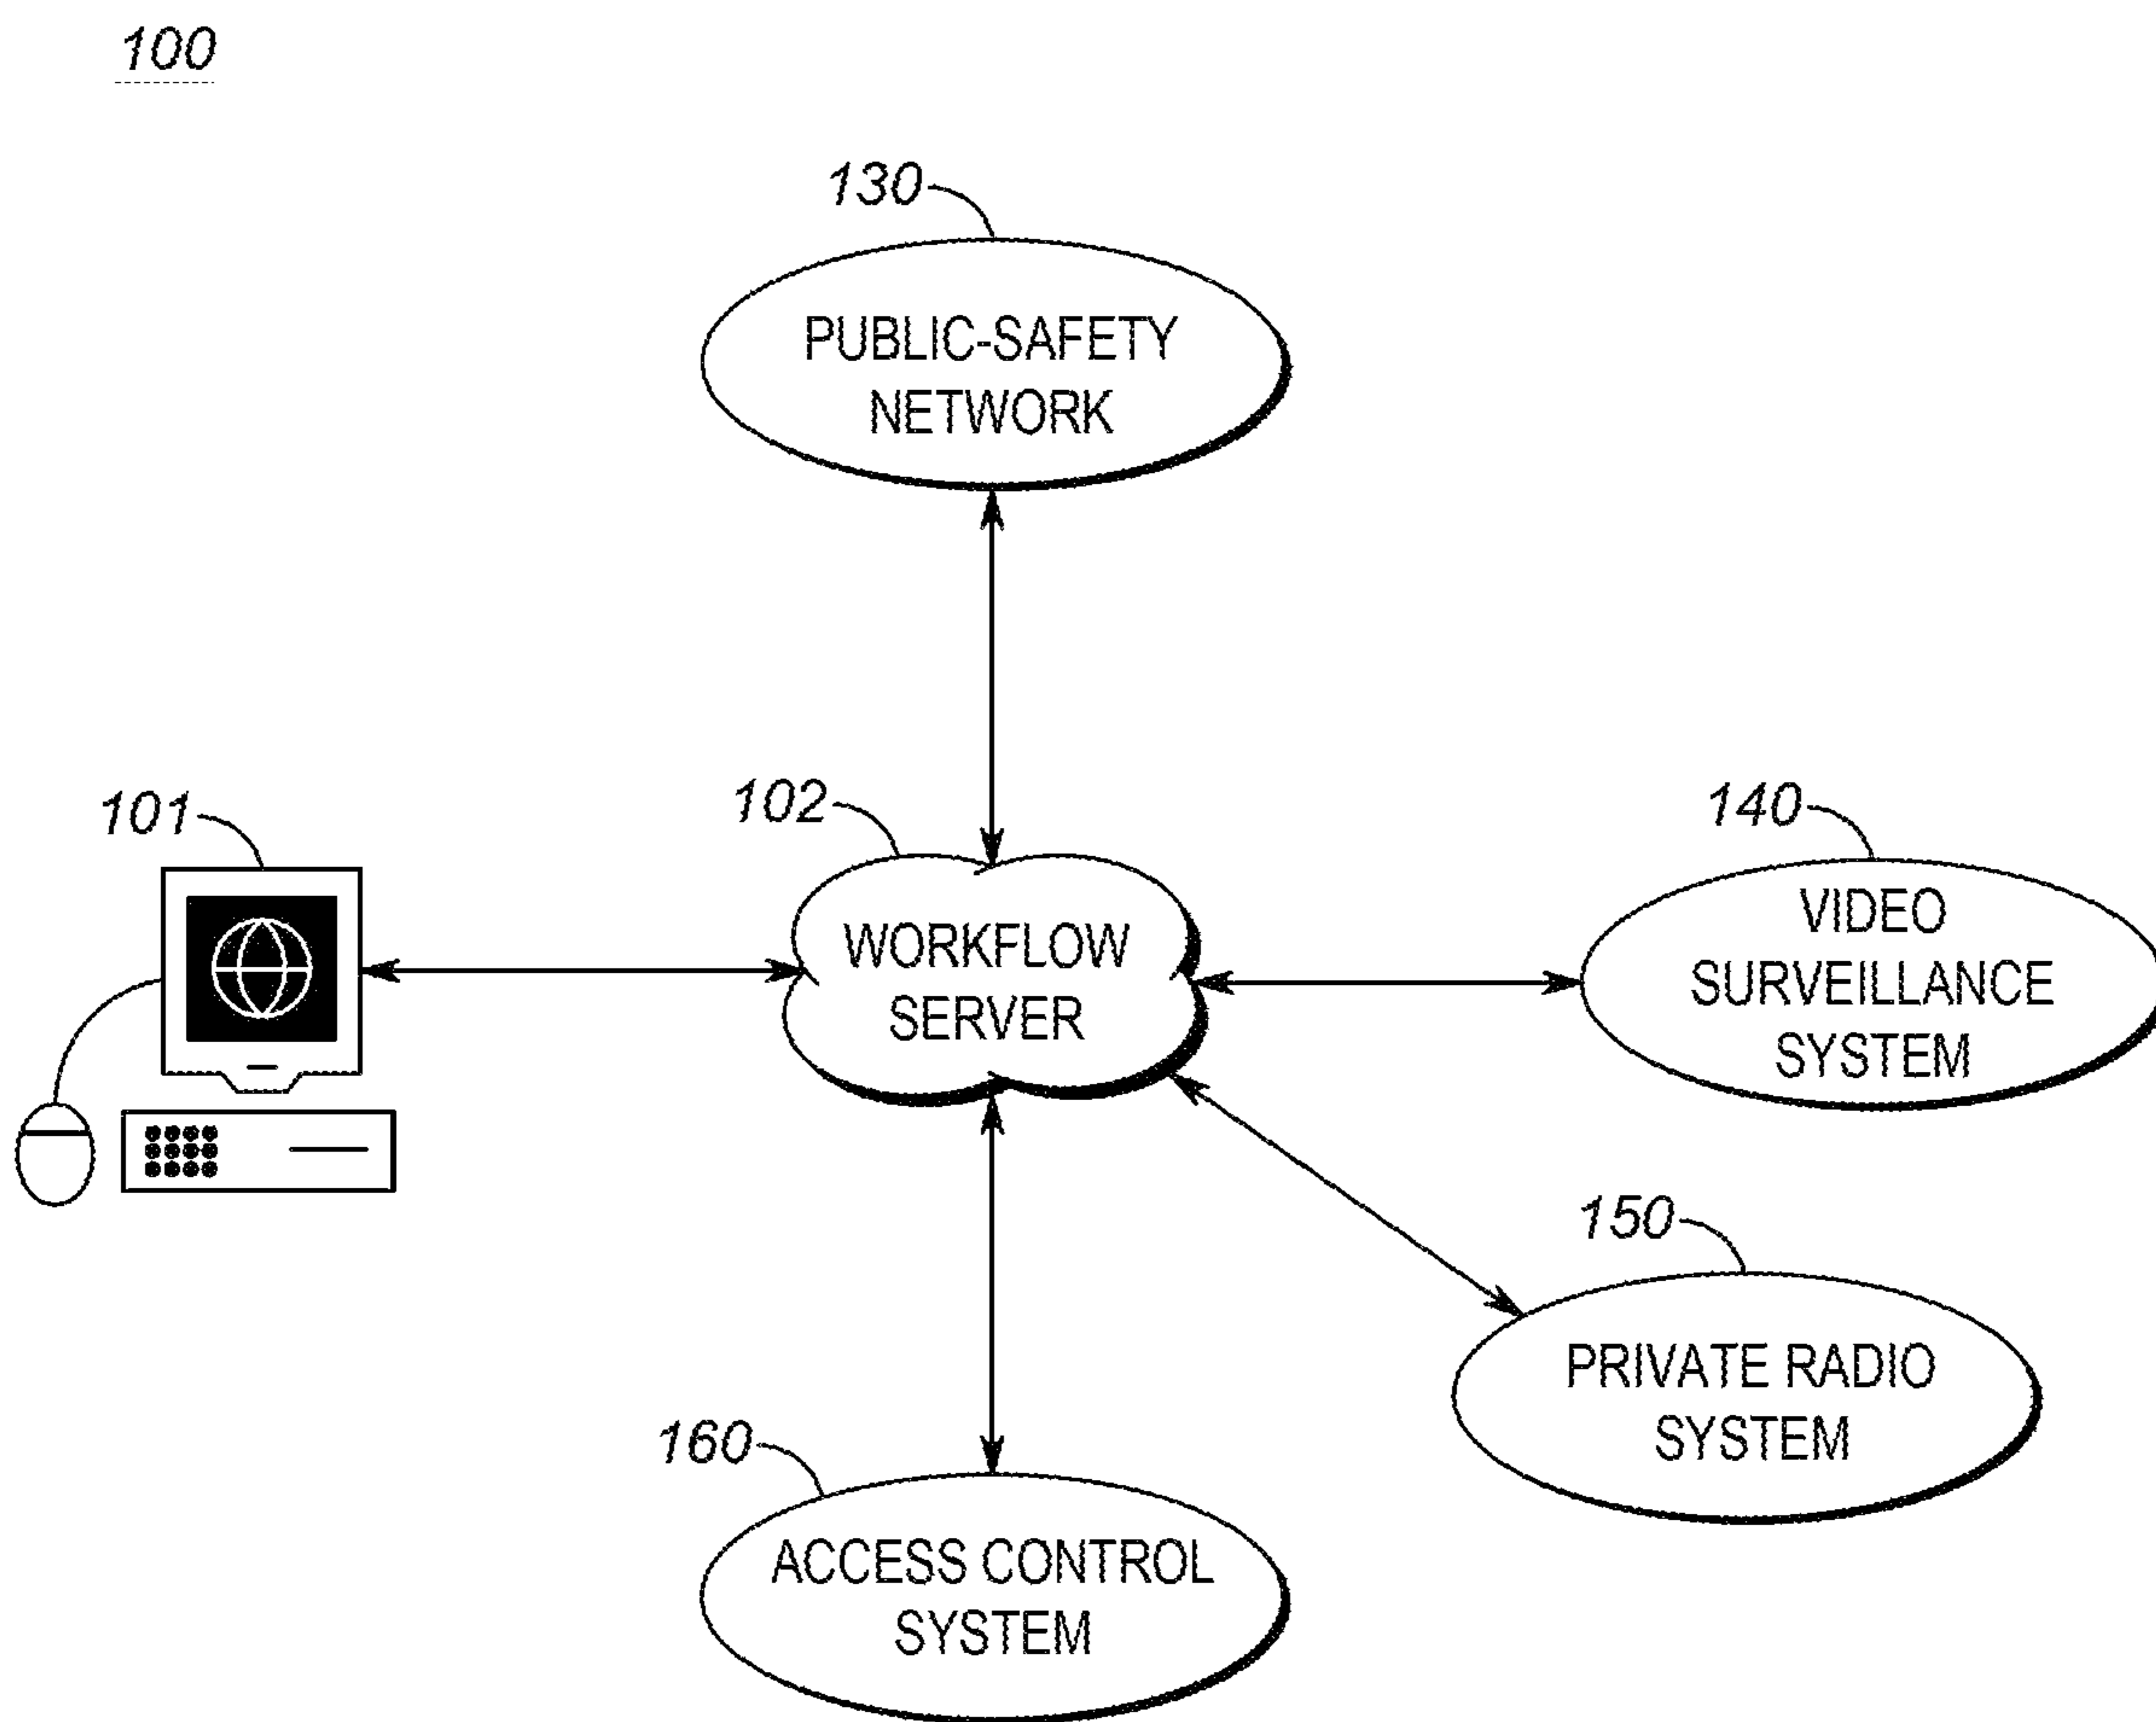 100
130
PUBLIC-SAFETY
NETWORK
101
102
WORKFLOW
SERVER
140
VIDEO
SURVEILLANCE
SYSTEM
150
PRIVATE RADIO
SYSTEM
160
ACCESS CONTROL
SYSTEM